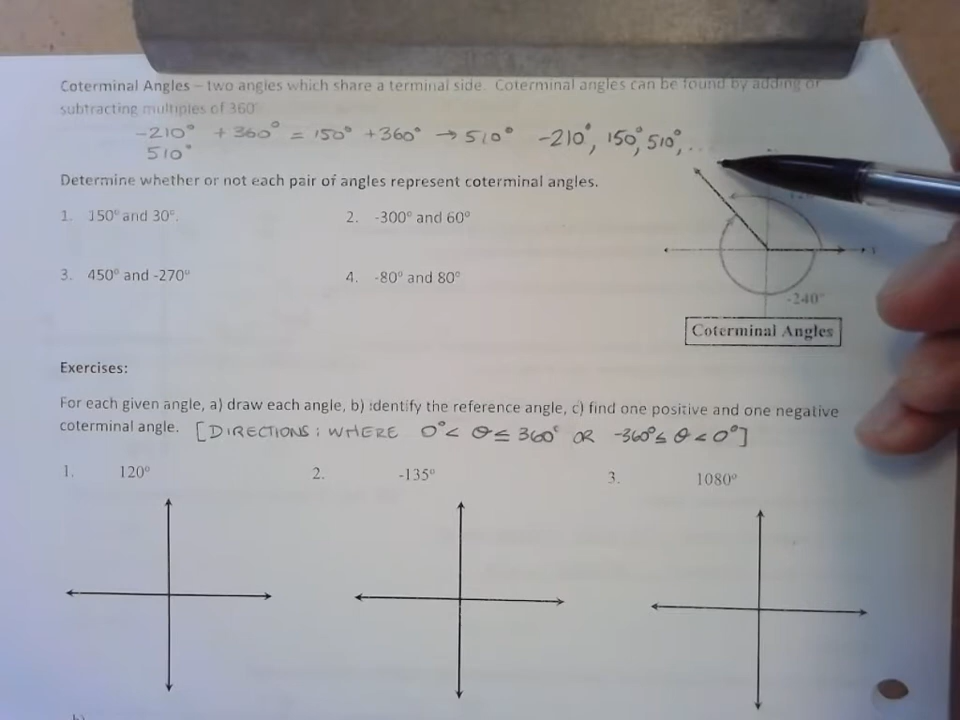 Coterminal Angles – two angles which share a terminal side. Coterminal angles can be found by adding or
subtracting multiples of 360°
-210° + 360° = 150° + 360° → 510° -210°, 150°, 510°, ...
510°
Determine whether or not each pair of angles represent coterminal angles.
1. 150° and 30°. 2. -300° and 60°
3. 450° and -270° 4. -80° and 80°
-240°
Coterminal Angles
Exercises:
For each given angle, a) draw each angle, b) identify the reference angle, c) find one positive and one negative
coterminal angle. [DIRECTIONS: WHERE 0° < θ ≤ 360° OR -360° ≤ θ < 0°]
1. 120° 2. -135° 3. 1080°